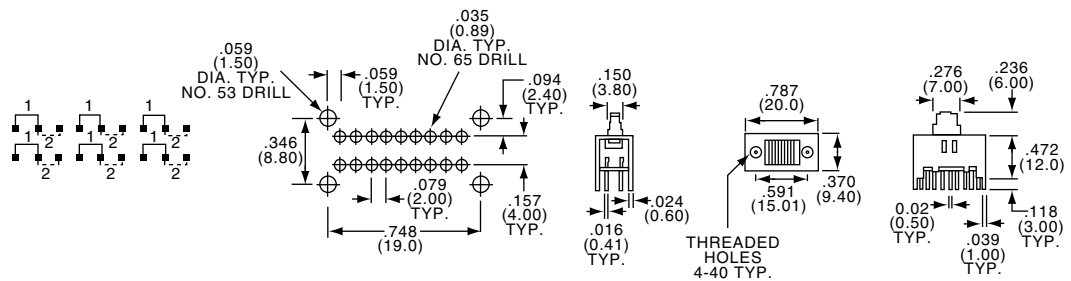 1 1 1
2 2 2
1 1 1
2 2 2
.059
(1.50)
DIA. TYP.
NO. 53 DRILL
.059
(1.50)
TYP.
.035
(0.89)
DIA. TYP.
NO. 65 DRILL
.094
(2.40)
TYP.
.346
(8.80)
.079
(2.00)
TYP.
.157
(4.00)
TYP.
.748
(19.0)
.150
(3.80)
.024
(0.60)
.016
(0.41)
TYP.
.787
(20.0)
.591
(15.01)
.370
(9.40)
THREADED
HOLES
4-40 TYP.
.276
(7.00)
.236
(6.00)
.472
(12.0)
0.02
(0.50)
TYP.
.039
(1.00)
TYP.
.118
(3.00)
TYP.